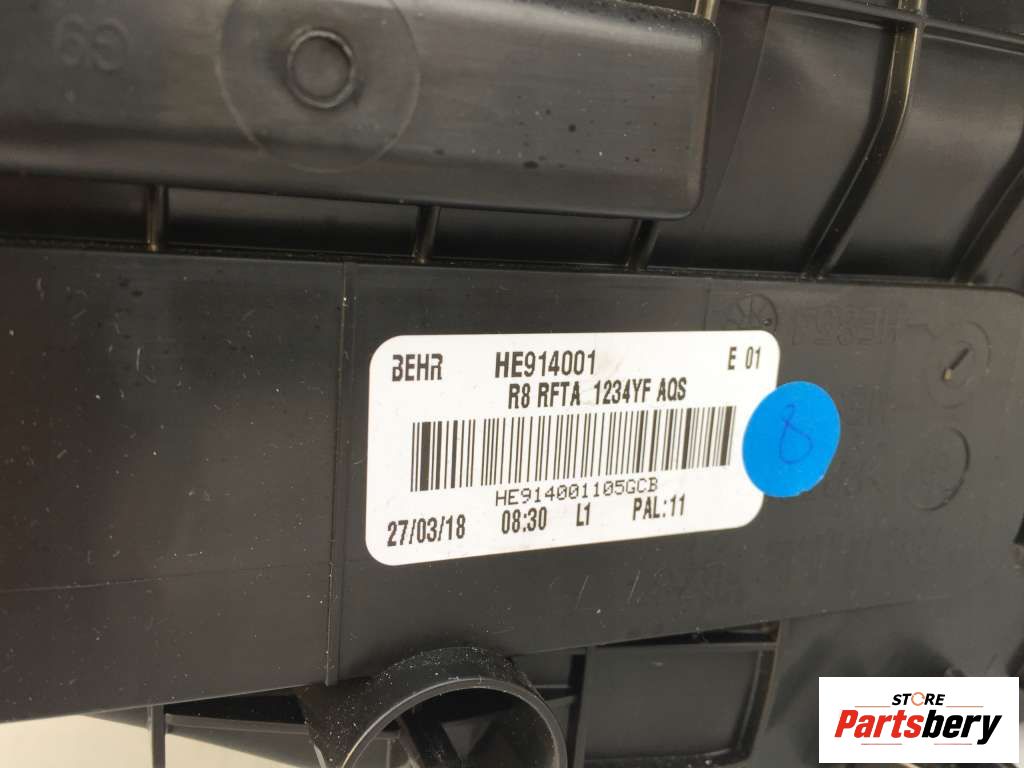 69
BEHR HE914001 E 01
R8 RFTA 1234YF AQS
HE914001105GCB
27/03/18 08:30 L1 PAL:11
8
STORE
Partsbery